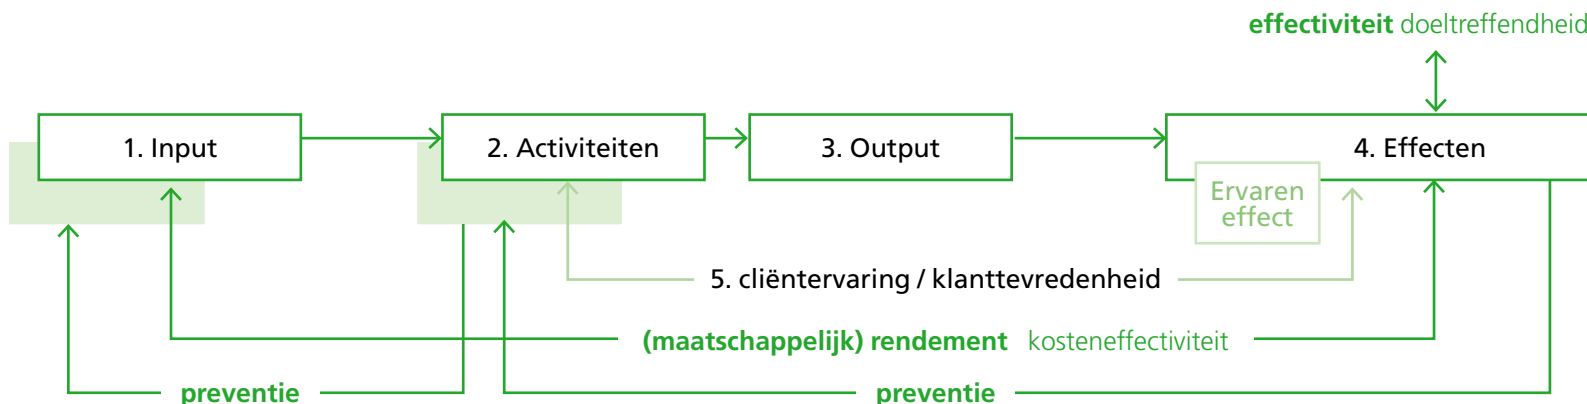 effectiviteit doeltreffendheid
1. Input
2. Activiteiten
3. Output
4. Effecten
Ervaren
effect
5. cliëntervaring / klanttevredenheid
(maatschappelijk) rendement kosteneffectiviteit
preventie
preventie